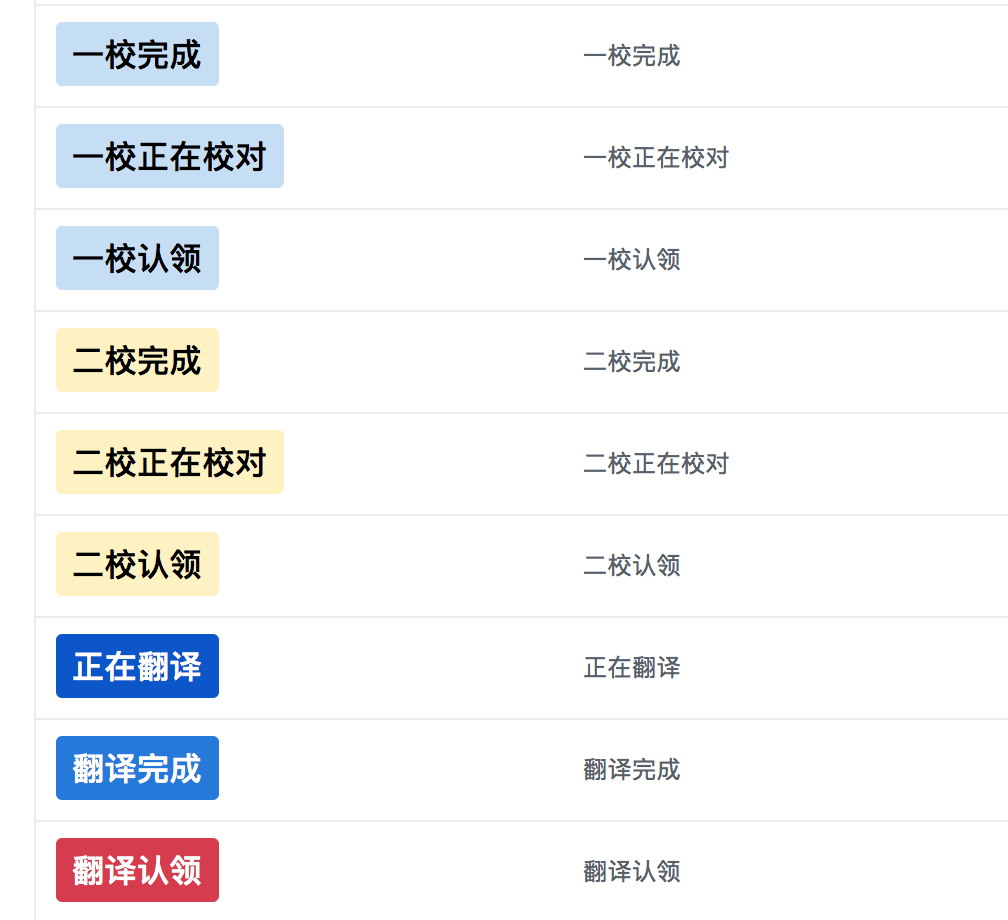 一校完成 一校完成
一校正在校对 一校正在校对
一校认领 一校认领
二校完成 二校完成
二校正在校对 二校正在校对
二校认领 二校认领
正在翻译 正在翻译
翻译完成 翻译完成
翻译认领 翻译认领